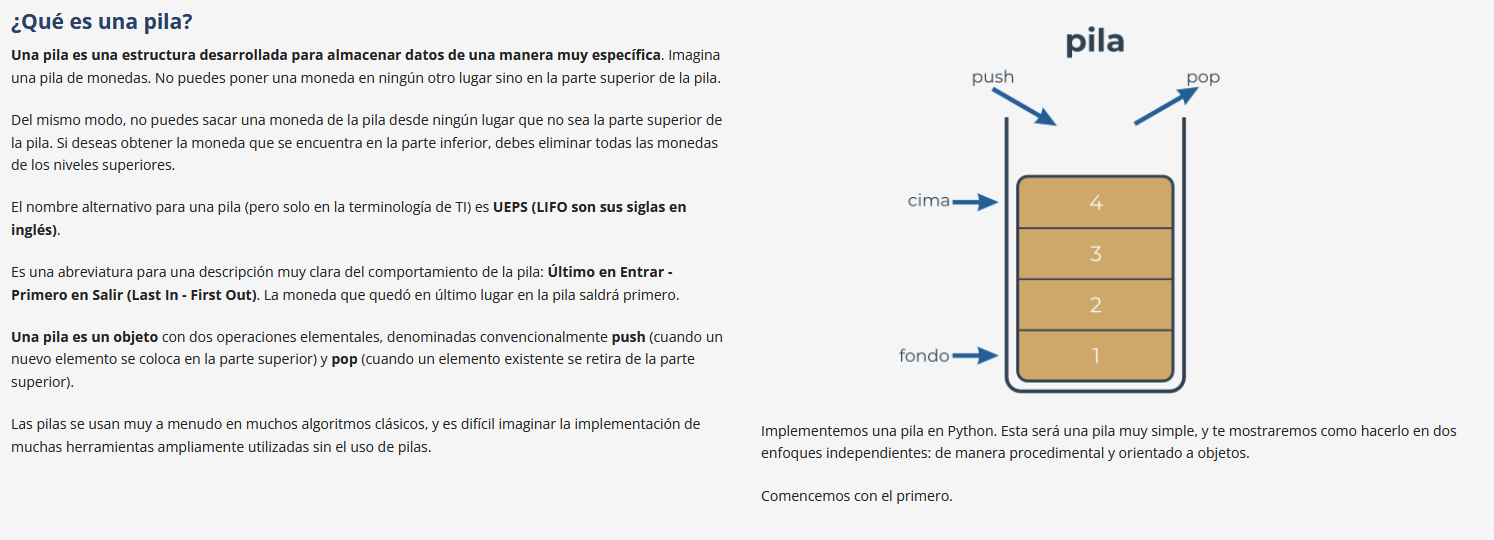 ¿Qué es una pila?
Una pila es una estructura desarrollada para almacenar datos de una manera muy específica. Imagina
una pila de monedas. No puedes poner una moneda en ningún otro lugar sino en la parte superior de la pila.
Del mismo modo, no puedes sacar una moneda de la pila desde ningún lugar que no sea la parte superior de
la pila. Si deseas obtener la moneda que se encuentra en la parte inferior, debes eliminar todas las monedas
de los niveles superiores.
El nombre alternativo para una pila (pero solo en la terminología de TI) es UEPS (LIFO son sus siglas en
inglés).
Es una abreviatura para una descripción muy clara del comportamiento de la pila: Último en Entrar -
Primero en Salir (Last In - First Out). La moneda que quedó en último lugar en la pila saldrá primero.
Una pila es un objeto con dos operaciones elementales, denominadas convencionalmente push (cuando un
nuevo elemento se coloca en la parte superior) y pop (cuando un elemento existente se retira de la parte
superior).
Las pilas se usan muy a menudo en muchos algoritmos clásicos, y es difícil imaginar la implementación de
muchas herramientas ampliamente utilizadas sin el uso de pilas.
pila
push
pop
cima
4
3
2
fondo
1
Implementemos una pila en Python. Esta será una pila muy simple, y te mostraremos como hacerlo en dos
enfoques independientes: de manera procedimental y orientado a objetos.
Comencemos con el primero.